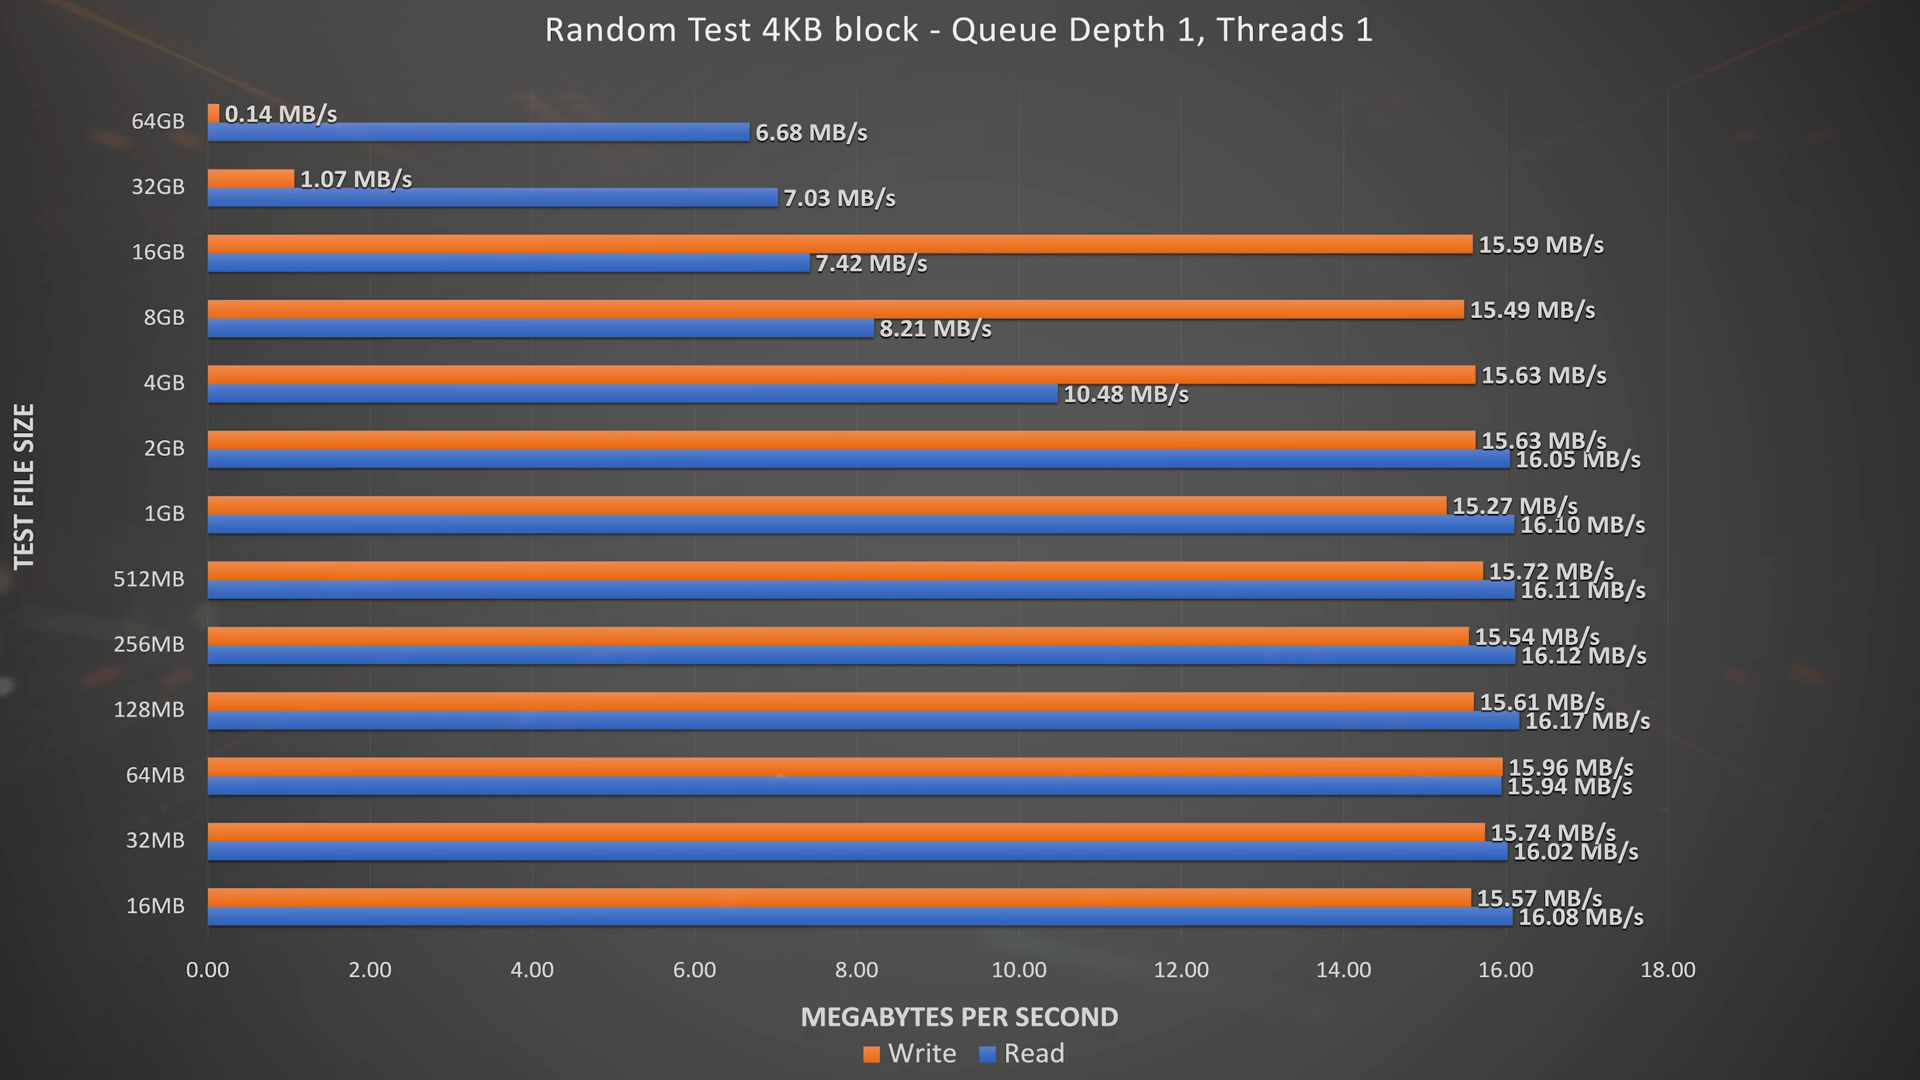 Random Test 4KB block - Queue Depth 1, Threads 1
TEST FILE SIZE
64GB
0.14 MB/s
6.68 MB/s
32GB
1.07 MB/s
7.03 MB/s
16GB
15.59 MB/s
7.42 MB/s
8GB
15.49 MB/s
8.21 MB/s
4GB
15.63 MB/s
10.48 MB/s
2GB
15.63 MB/s
16.05 MB/s
1GB
15.27 MB/s
16.10 MB/s
512MB
15.72 MB/s
16.11 MB/s
256MB
15.54 MB/s
16.12 MB/s
128MB
15.61 MB/s
16.17 MB/s
64MB
15.96 MB/s
15.94 MB/s
32MB
15.74 MB/s
16.02 MB/s
16MB
15.57 MB/s
16.08 MB/s
0.00 2.00 4.00 6.00 8.00 10.00 12.00 14.00 16.00 18.00
MEGABYTES PER SECOND
Write Read